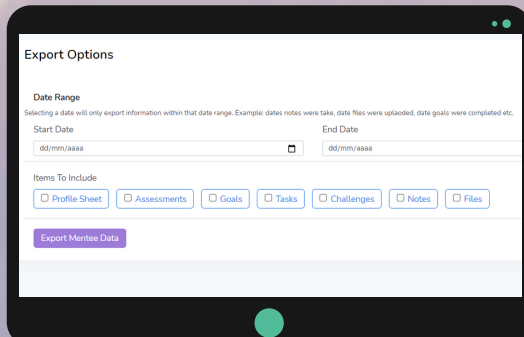 Export Options
Date Range
Selecting a date will only export information within that date range. Example: dates notes were take, date files were uplaoded, date goals were completed etc.
Start Date End Date
dd/mm/aaaa dd/mm/aaaa
Items To Include
Profile Sheet Assessments Goals Tasks Challenges Notes Files
Export Mentee Data